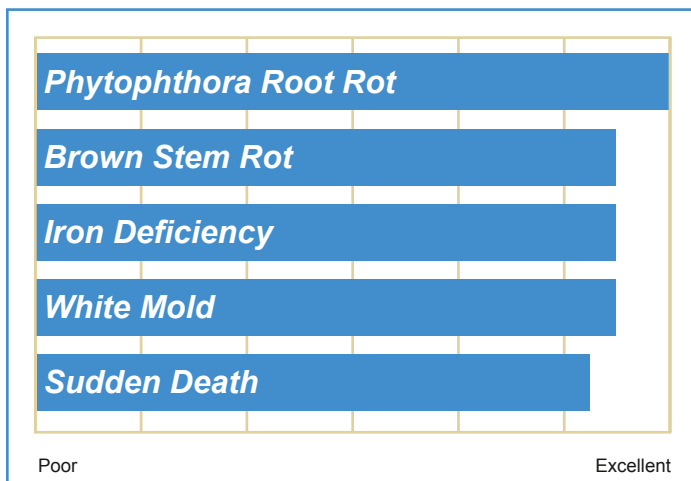 Phytophthora Root Rot
Brown Stem Rot
Iron Deficiency
White Mold
Sudden Death
Poor Excellent